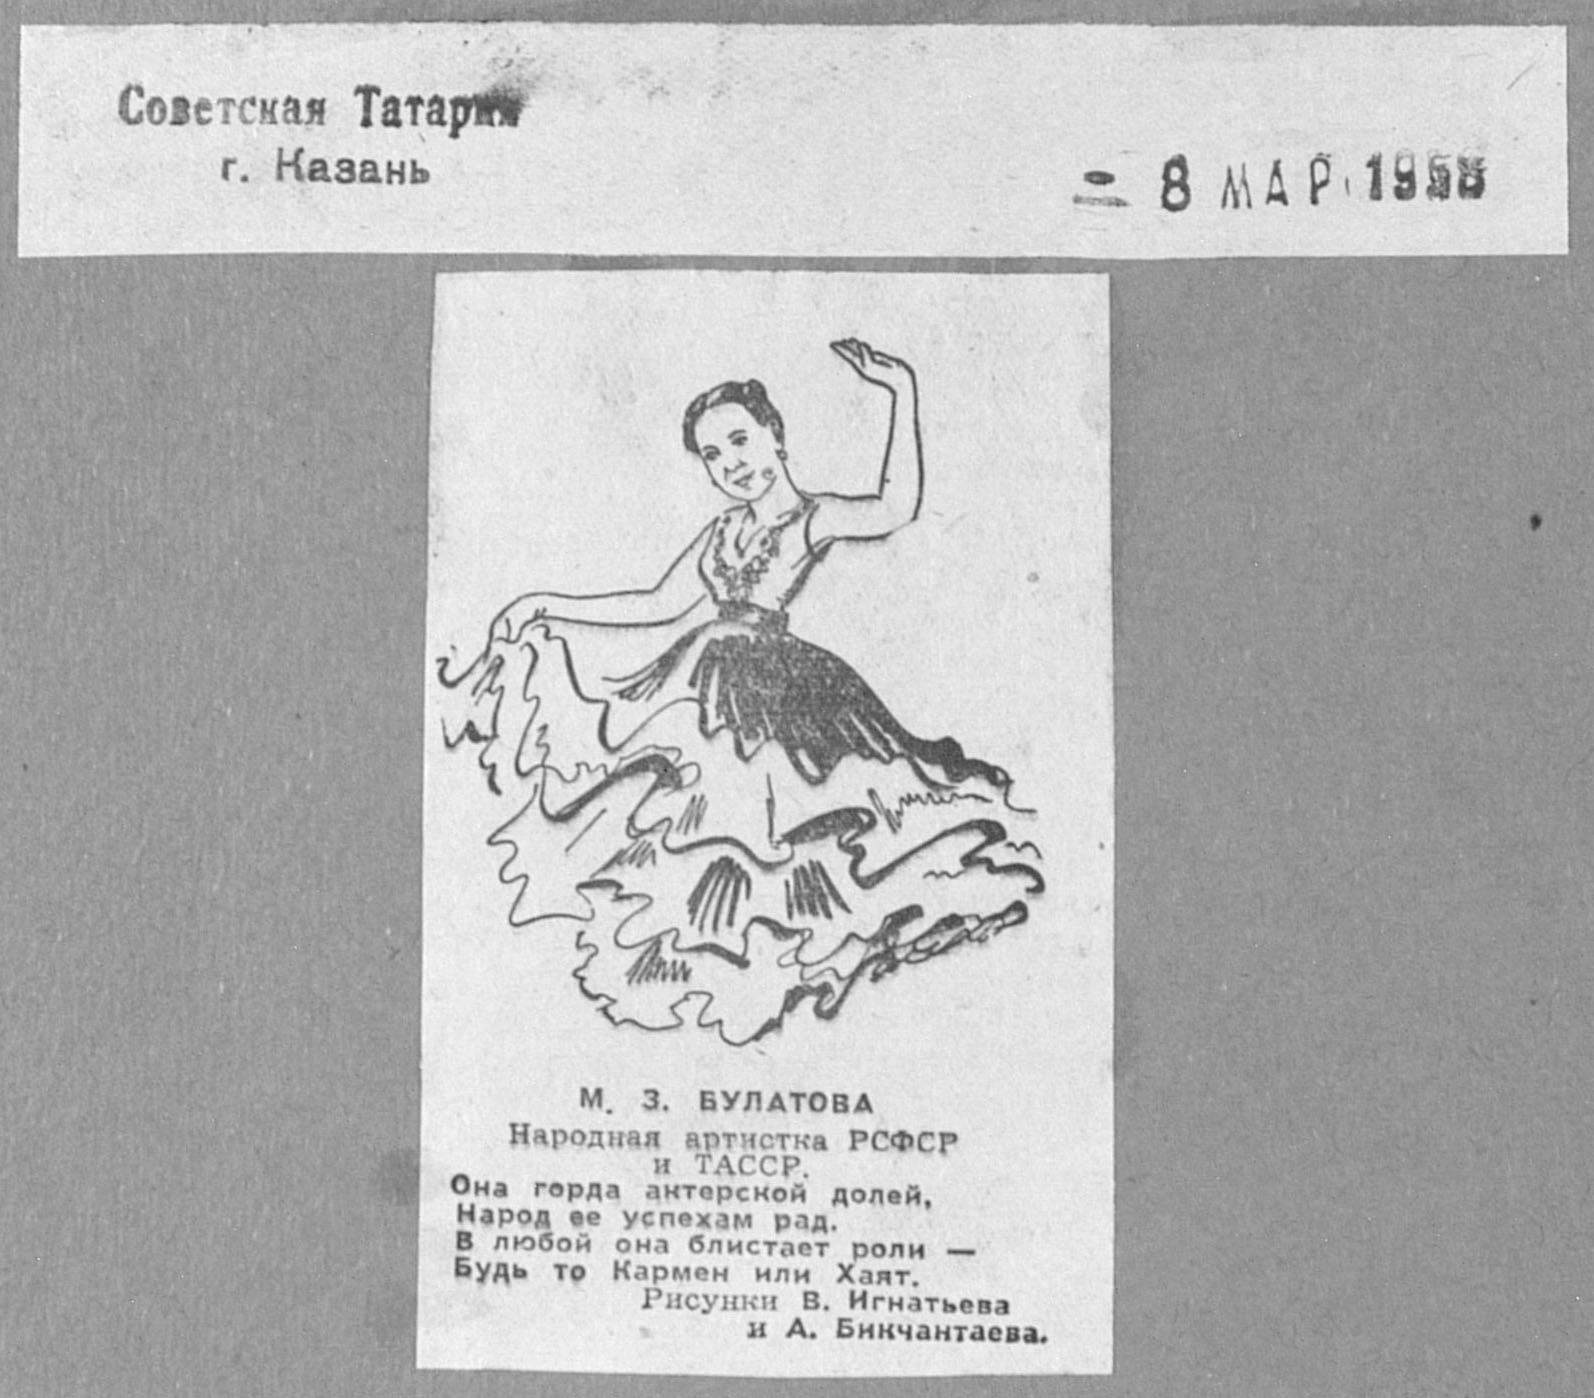 Советская Татария
г. Казань
8 МАР
М. З. БУЛАТОВА
Народная артистка РСФСР
и ТАССР.
Она горда актерской долей,
Народ ее успехам рад.
В любой она блистает роли —
Будь то Кармен или Хаят.
Рисунки В. Игнатьева
и А. Бикчантаева.